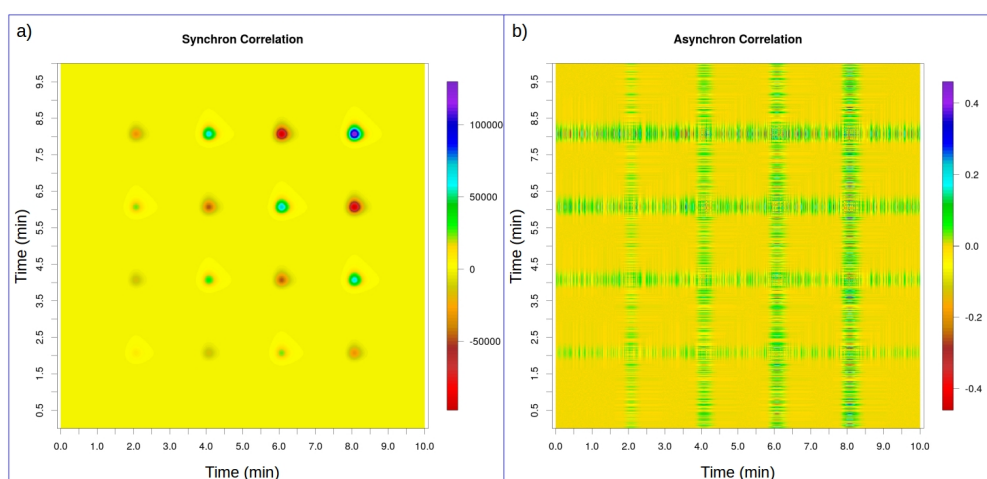 a)
Synchron Correlation
Time (min)
9.5
8.5
7.5
6.5
5.5
4.5
3.5
2.5
1.5
0.5
0.0 1.0 2.0 3.0 4.0 5.0 6.0 7.0 8.0 9.0 10.0
Time (min)
100000
50000
0
-50000
b)
Asynchron Correlation
Time (min)
9.5
8.5
7.5
6.5
5.5
4.5
3.5
2.5
1.5
0.5
0.0 1.0 2.0 3.0 4.0 5.0 6.0 7.0 8.0 9.0 10.0
Time (min)
0.4
0.2
0.0
-0.2
-0.4